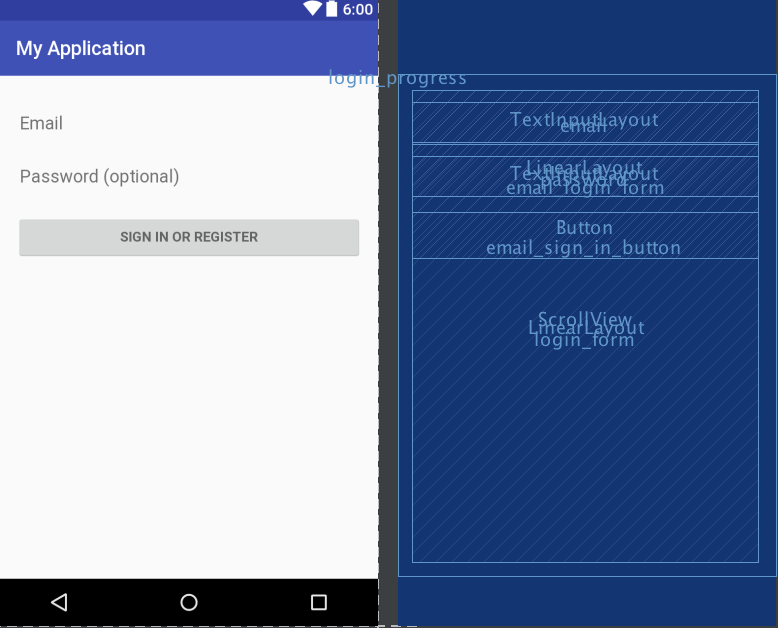 6:00
My Application
Email
Password (optional)
SIGN IN OR REGISTER
login_progress
TextInputLayout
email
LinearLayout
TextInputLayout
password
email_login_form
Button
email_sign_in_button
ScrollView
LinearLayout
login_form